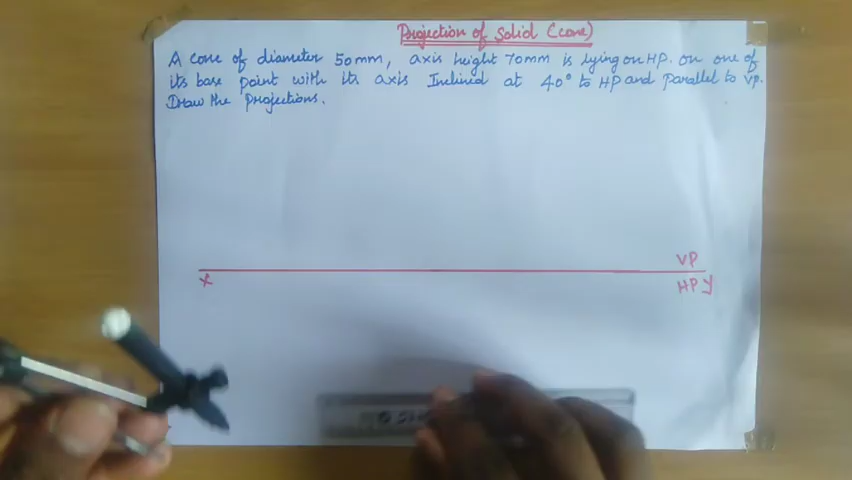 Projection of Solid (cone)
A cone of diameter 50mm, axis height 70mm is lying on HP. on one of
its base point with its axis Inclined at 40° to HP and parallel to VP.
Draw the projections.
VP
X
HP Y